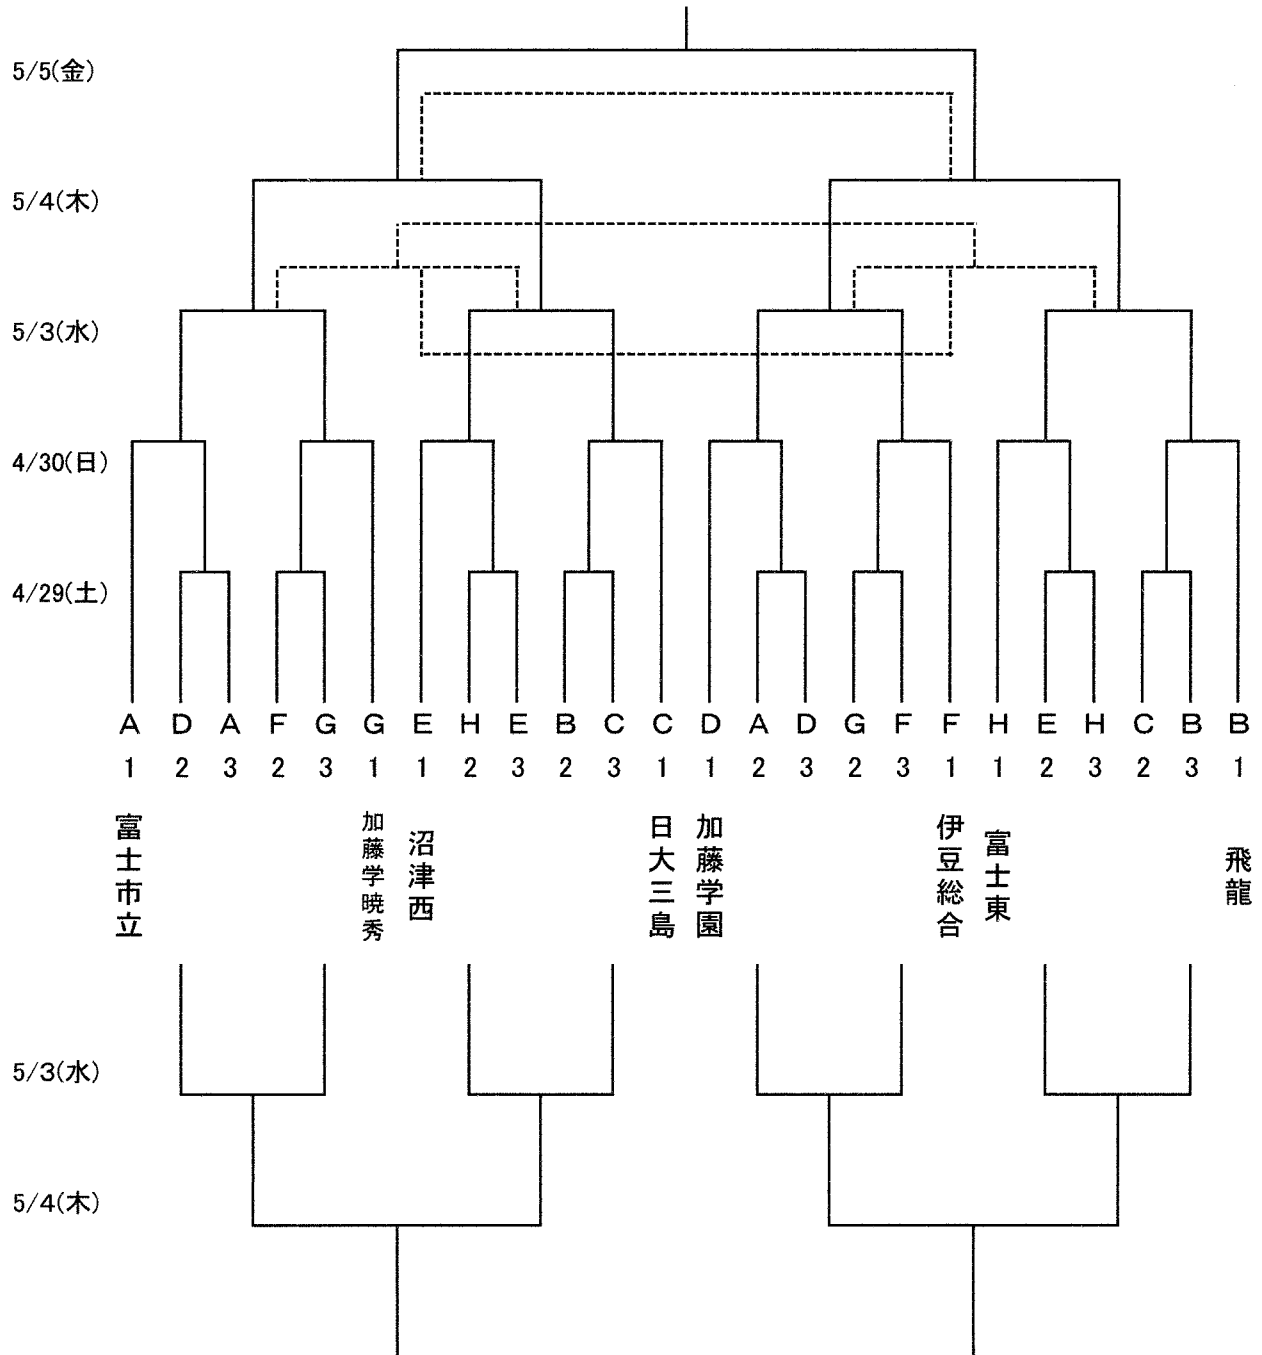 5/5(金)
5/4(木)
5/3(水)
4/30(日)
4/29(土)
A D A F G G E H E B C C D A D G F F H E H C B B
1 2 3 2 3 1 1 2 3 2 3 1 1 2 3 2 3 1 1 2 3 2 3 1
富士市立
加藤学暁秀
沼津西
日大三島
加藤学園
伊豆総合
富士東
飛龍
5/3(水)
5/4(木)